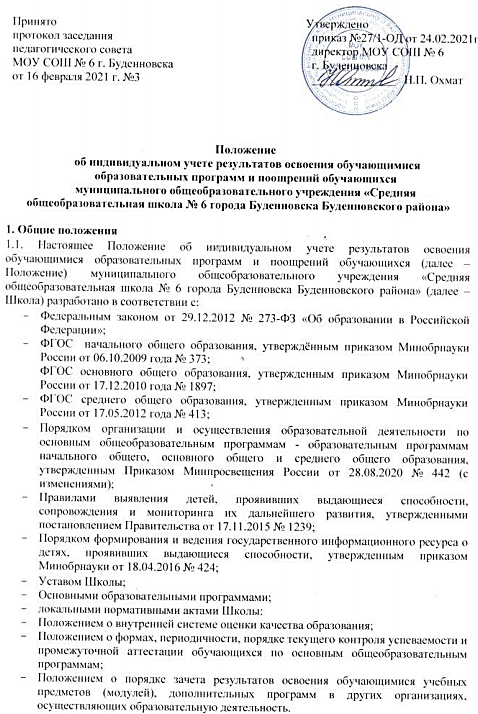 Принято
протокол заседания
педагогического совета
МОУ СОШ № 6 г. Буденновска
от 16 февраля 2021 г. №3
Утверждено
приказ №27/1-ОД от 24.02.2021г
директор МОУ СОШ № 6
г. Буденновска
Н.П. Охмат
Положение
об индивидуальном учете результатов освоения обучающимися
образовательных программ и поощрений обучающихся
муниципального общеобразовательного учреждения «Средняя
общеобразовательная школа № 6 города Буденновска Буденновского района»
1. Общие положения
1.1. Настоящее Положение об индивидуальном учете результатов освоения
обучающимися образовательных программ и поощрений обучающихся (далее –
Положение) муниципального общеобразовательного учреждения «Средняя
общеобразовательная школа № 6 города Буденновска Буденновского района» (далее –
Школа) разработано в соответствии с:
– Федеральным законом от 29.12.2012 № 273-ФЗ «Об образовании в Российской
Федерации»;
– ФГОС начального общего образования, утверждённым приказом Минобрнауки
России от 06.10.2009 года № 373;
ФГОС основного общего образования, утвержденным приказом Минобрнауки
России от 17.12.2010 года № 1897;
– ФГОС среднего общего образования, утвержденным приказом Минобрнауки
России от 17.05.2012 года № 413;
– Порядком организации и осуществления образовательной деятельности по
основным общеобразовательным программам - образовательным программам
начального общего, основного общего и среднего общего образования,
утвержденным Приказом Минпросвещения России от 28.08.2020 № 442 (с
изменениями);
– Правилами выявления детей, проявивших выдающиеся способности,
сопровождения и мониторинга их дальнейшего развития, утвержденными
постановлением Правительства от 17.11.2015 № 1239;
– Порядком формирования и ведения государственного информационного ресурса о
детях, проявивших выдающиеся способности, утвержденным приказом
Минобрнауки от 18.04.2016 № 424;
– Уставом Школы;
– Основными образовательными программами;
– локальными нормативными актами Школы:
– Положением о внутренней системе оценки качества образования;
– Положением о формах, периодичности, порядке текущего контроля успеваемости и
промежуточной аттестации обучающихся по основным общеобразовательным
программам;
– Положением о порядке зачета результатов освоения обучающимися учебных
предметов (модулей), дополнительных программ в других организациях,
осуществляющих образовательную деятельность.